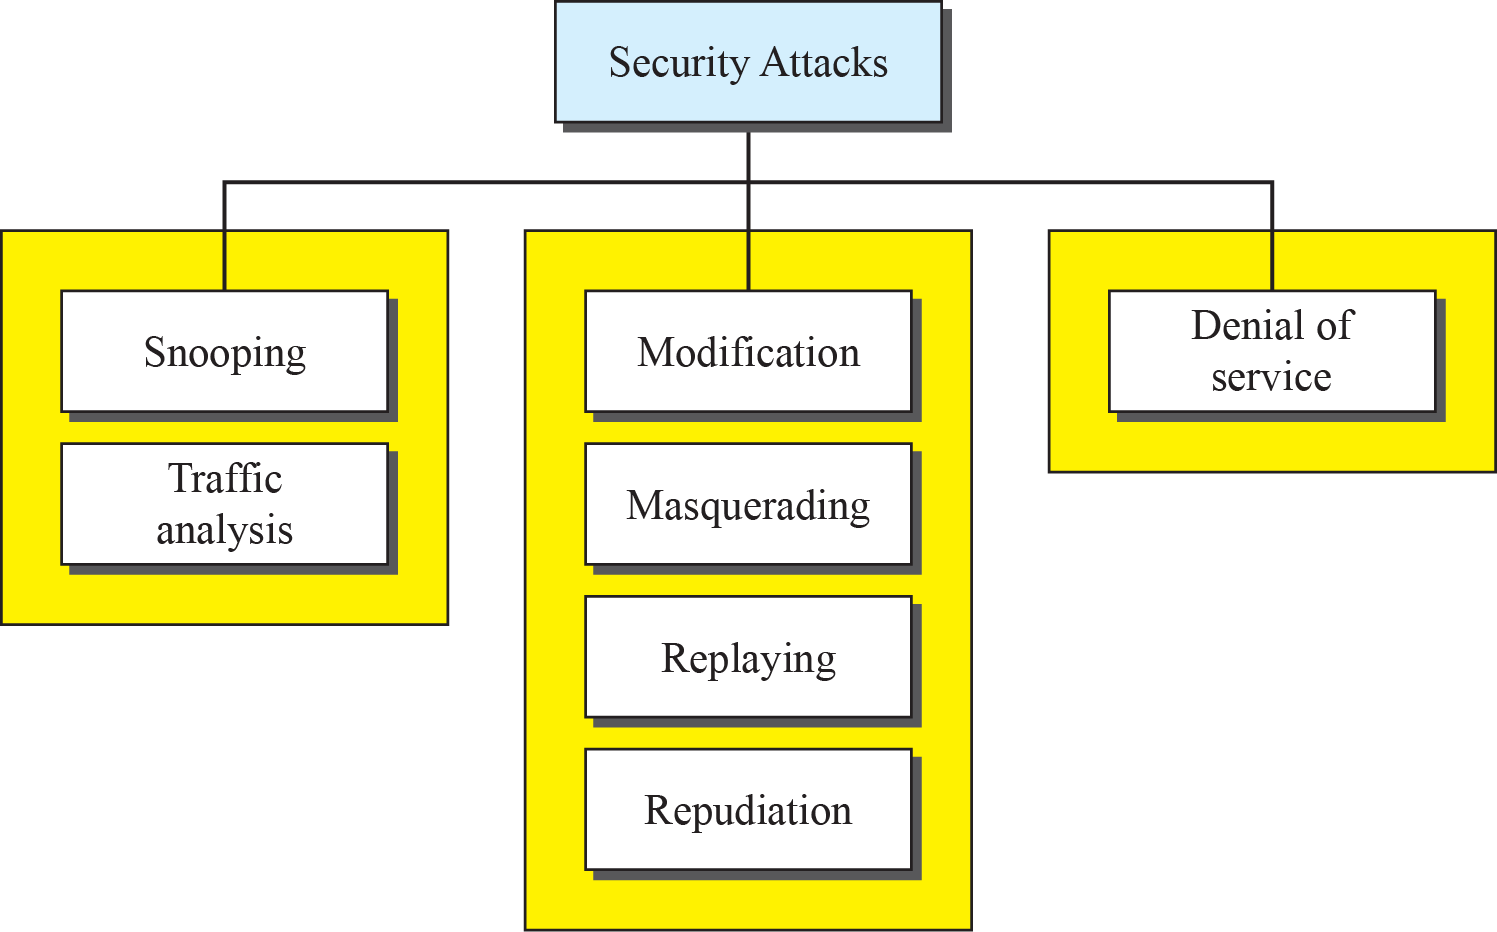 Security Attacks
Snooping
Traffic
analysis
Modification
Masquerading
Replaying
Repudiation
Denial of
service